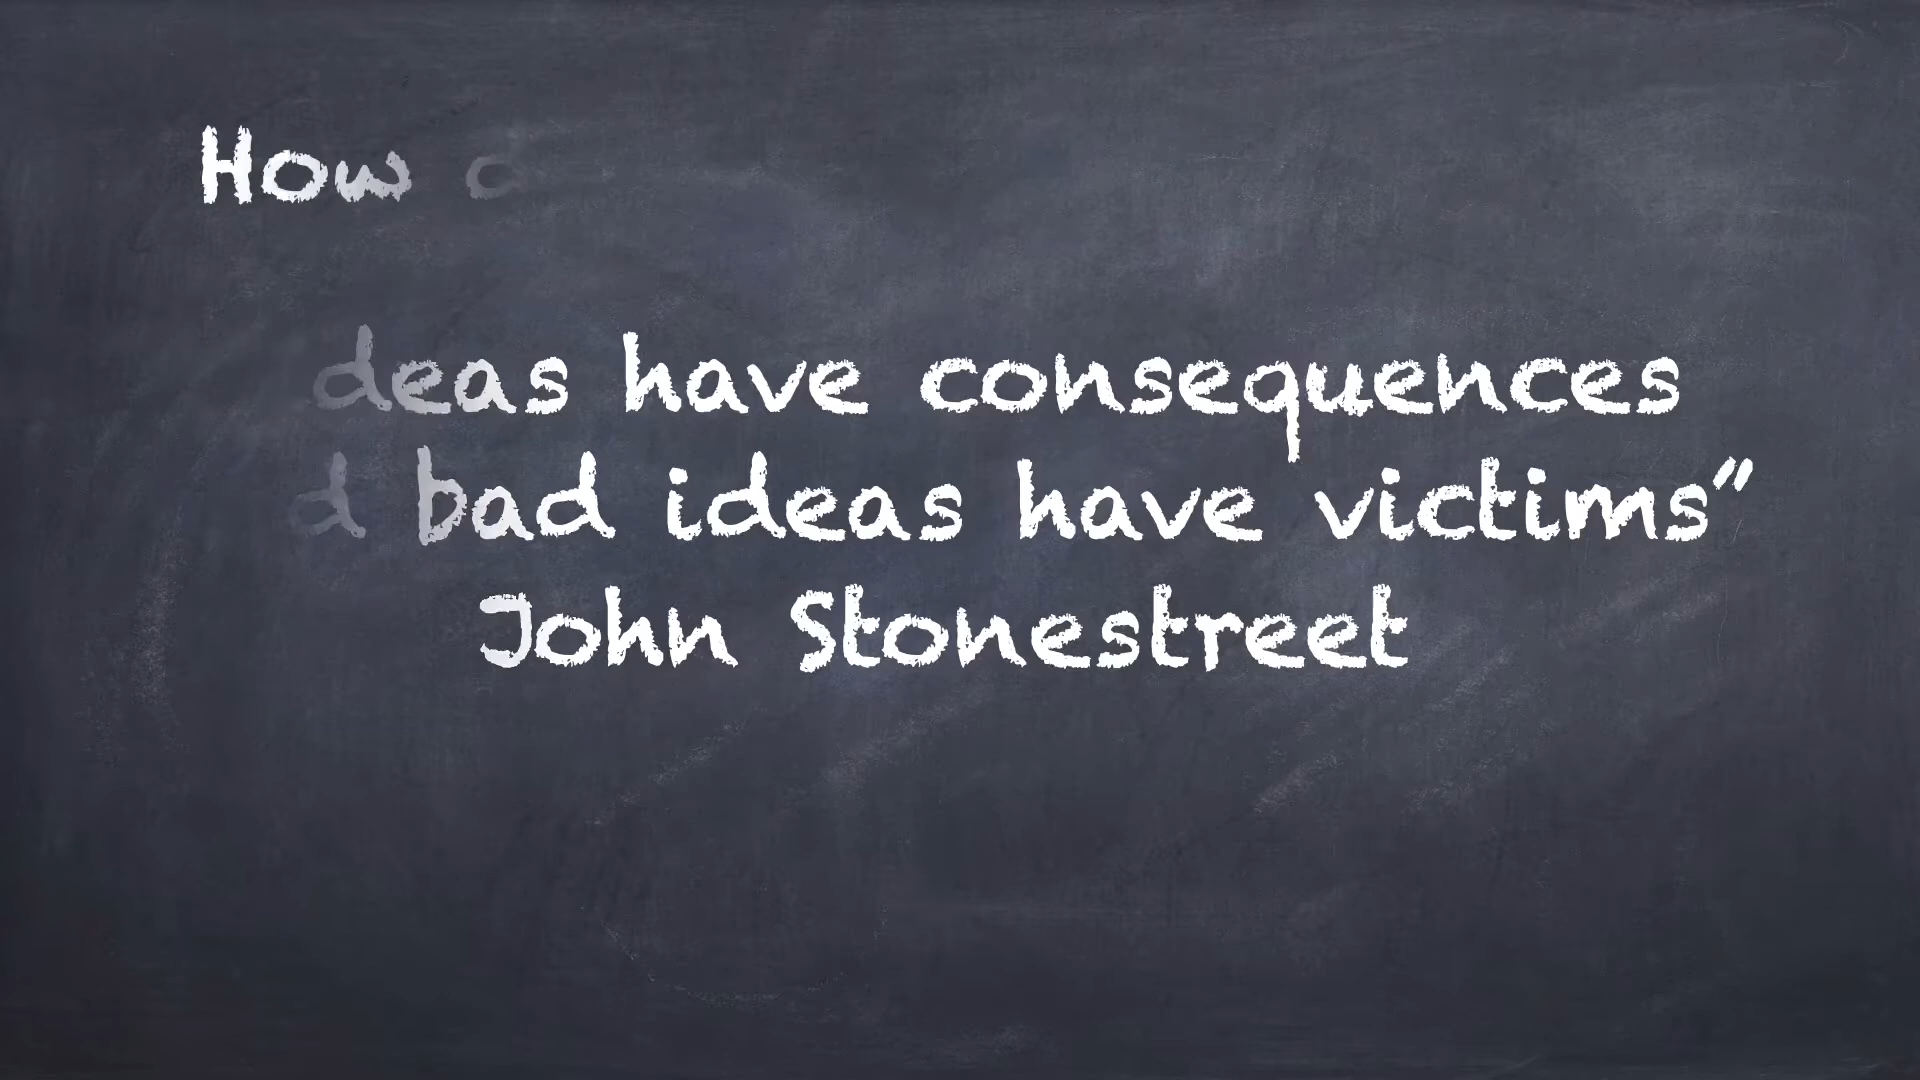 How
deas have consequences
d bad ideas have victims”
John Stonestreet